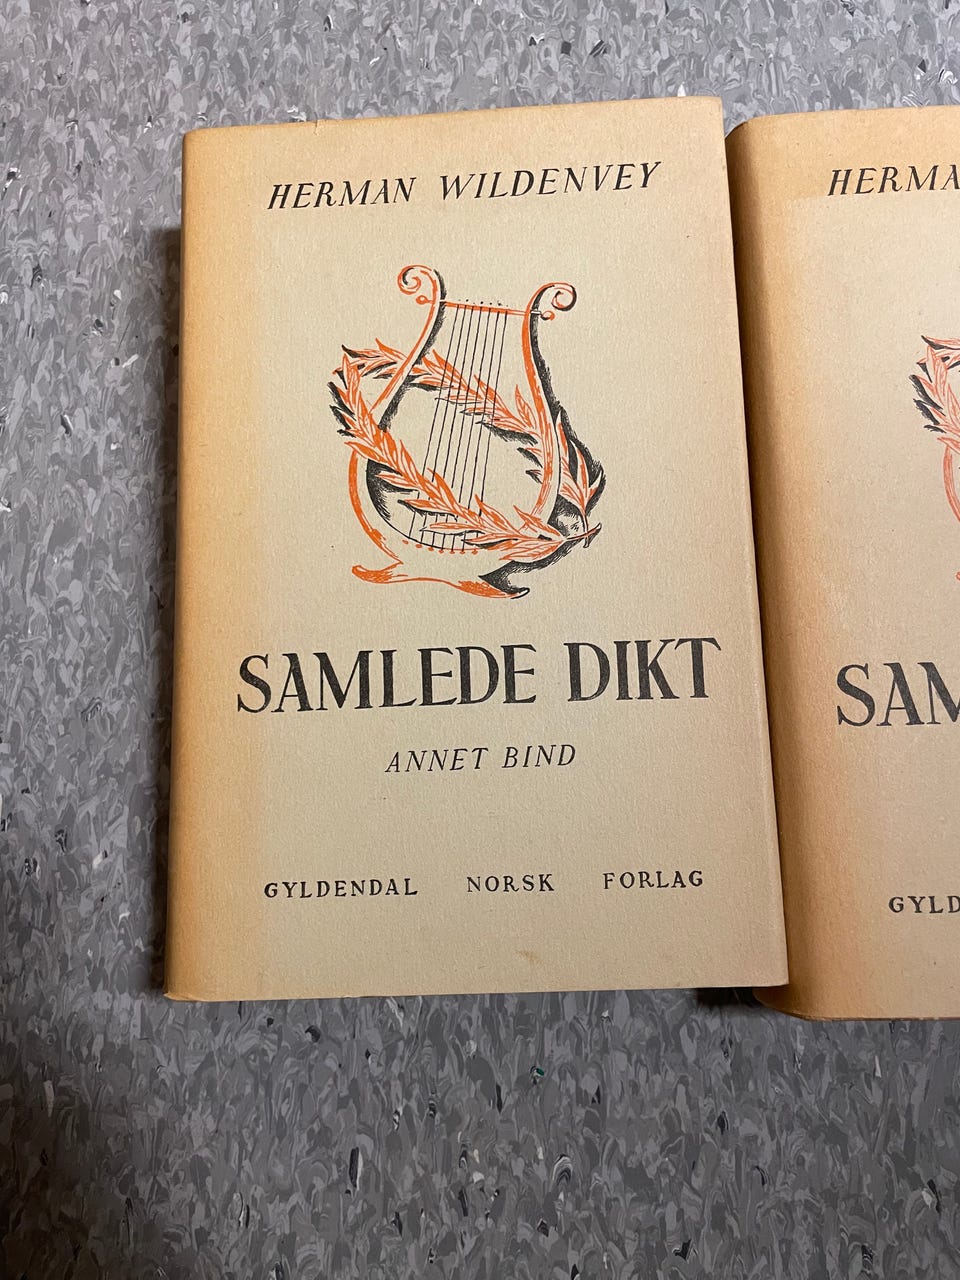 HERMAN WILDENVEY
SAMLEDE DIKT
ANNET BIND
GYLDENDAL NORSK FORLAG
HERMA
SAM
GYLD